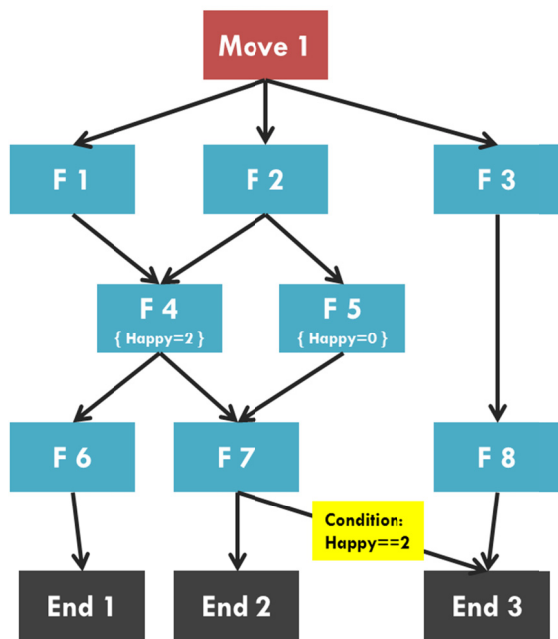 Move 1
F 1
F 2
F 3
F 4
{ Happy=2 }
F 5
{ Happy=0 }
F 6
F 7
F 8
Condition:
Happy==2
End 1
End 2
End 3